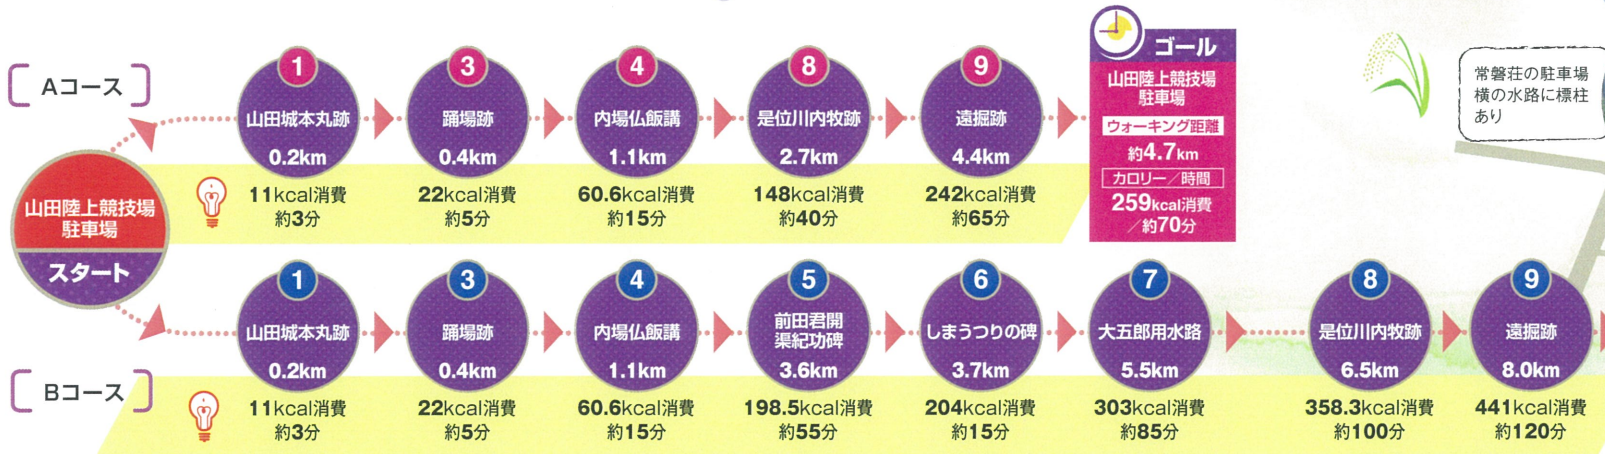 Aコース
山田陸上競技場
駐車場
スタート
1
山田城本丸跡
0.2km
11kcal消費
約3分
3
踊場跡
0.4km
22kcal消費
約5分
4
内場仏飯講
1.1km
60.6kcal消費
約15分
8
是位川内牧跡
2.7km
148kcal消費
約40分
9
遠掘跡
4.4km
242kcal消費
約65分
ゴール
山田陸上競技場
駐車場
ウォーキング距離
約4.7km
カロリー/時間
259kcal消費
/約70分
常磐荘の駐車場
横の水路に標柱
あり
Bコース
1
山田城本丸跡
0.2km
11kcal消費
約3分
3
踊場跡
0.4km
22kcal消費
約5分
4
内場仏飯講
1.1km
60.6kcal消費
約15分
5
前田君開
渠紀功碑
3.6km
198.5kcal消費
約55分
6
しまうつりの碑
3.7km
204kcal消費
約15分
7
大五郎用水路
5.5km
303kcal消費
約85分
8
是位川内牧跡
6.5km
358.3kcal消費
約100分
9
遠掘跡
8.0km
441kcal消費
約120分